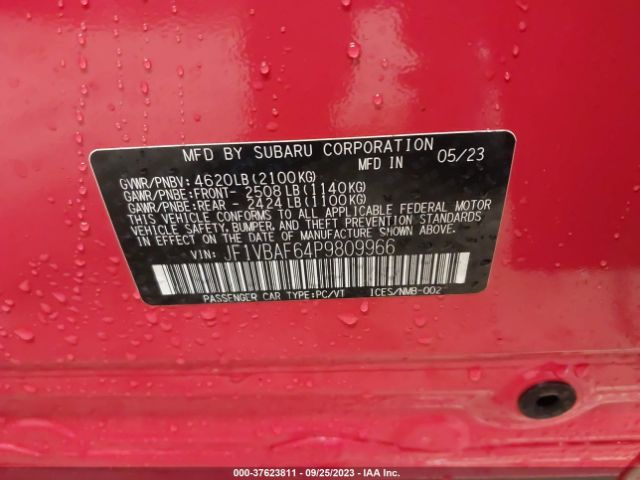 MFD BY SUBARU CORPORATION
MFD IN 05/23
GVWR/PNBV: 4620LB(2100KG)
GAWR/PNBE:FRONT- 2508LB(1140KG)
GAWR/PNBE:REAR - 2424LB(1100KG)
THIS VEHICLE CONFORMS TO ALL APPLICABLE FEDERAL MOTOR
VEHICLE SAFETY, BUMPER, AND THEFT PREVENTION STANDARDS
IN EFFECT ON THE DATE OF MANUFACTURE SHOWN ABOVE.
VIN: JF1VBAF64P9809966
PASSENGER CAR TYPE:PC/VT ICES/NMB-002
000-37623811 - 09/25/2023 - IAA Inc.